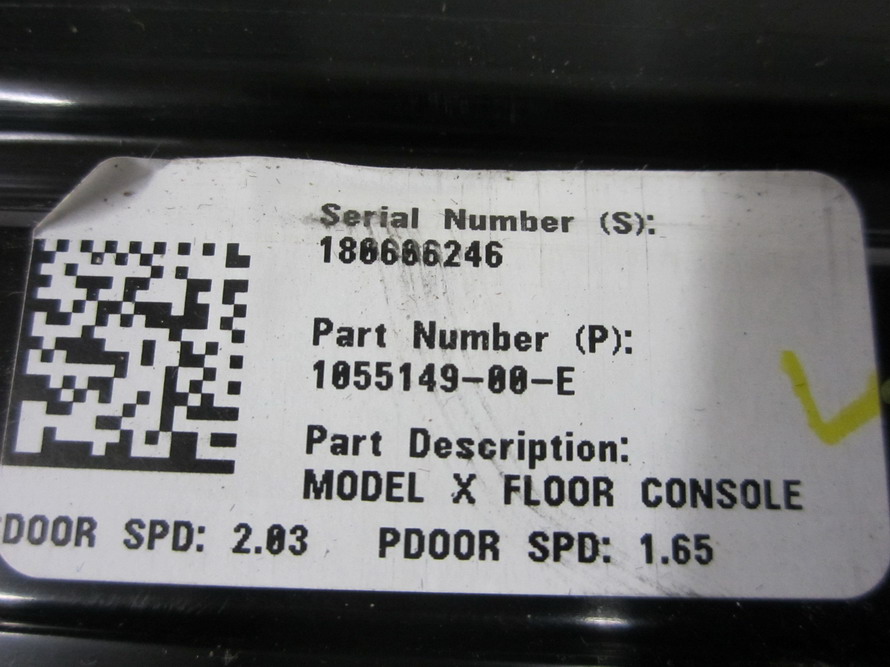 Serial Number (S):
180606246
Part Number (P):
1055149-00-E
Part Description:
MODEL X FLOOR CONSOLE
DOOR SPD: 2.03 PDOOR SPD: 1.65